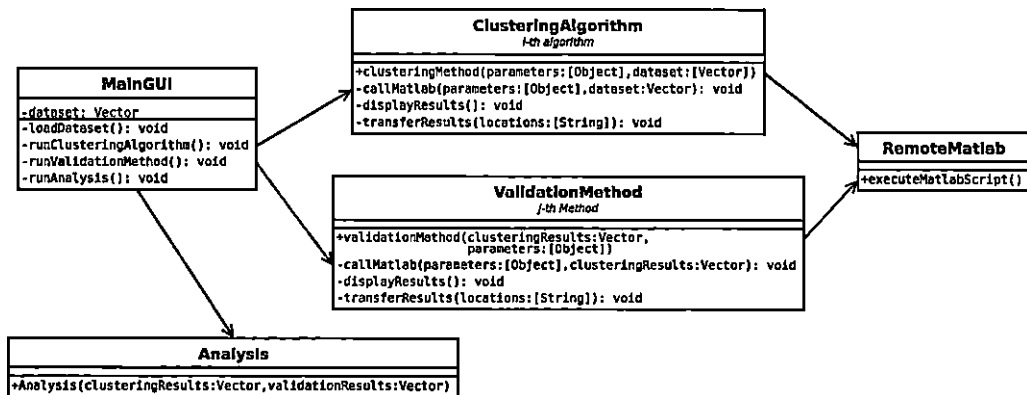 ClusteringAlgorithm
i-th algorithm
+clusteringMethod(parameters:[Object],dataset:[Vector])
-callMatlab(parameters:[Object],dataset:Vector): void
-displayResults(): void
-transferResults(locations:[String]): void
MainGUI
-dataset: Vector
-loadDataset(): void
-runClusteringAlgorithm(): void
-runValidationMethod(): void
-runAnalysis(): void
RemoteMatlab
+executeMatlabScript()
ValidationMethod
j-th Method
+validationMethod(clusteringResults:Vector,
parameters:[Object])
-callMatlab(parameters:[Object],clusteringResults:Vector): void
-displayResults(): void
-transferResults(locations:[String]): void
Analysis
+Analysis(clusteringResults:Vector,validationResults:Vector)